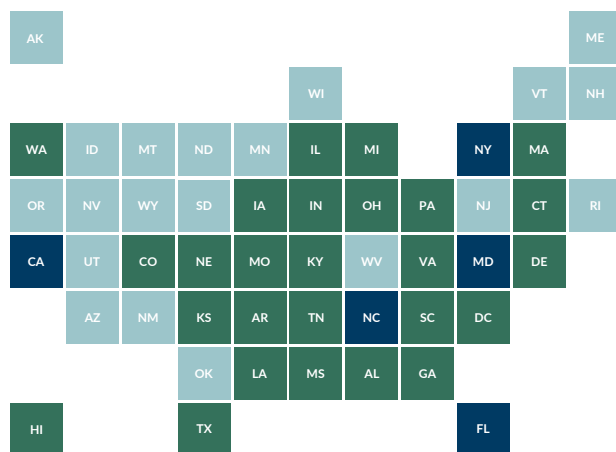 AK ME
WI VT NH
WA ID MT ND MN IL MI NY MA
OR NV WY SD IA IN OH PA NJ CT RI
CA UT CO NE MO KY WV VA MD DE
AZ NM KS AR TN NC SC DC
OK LA MS AL GA
HI TX FL